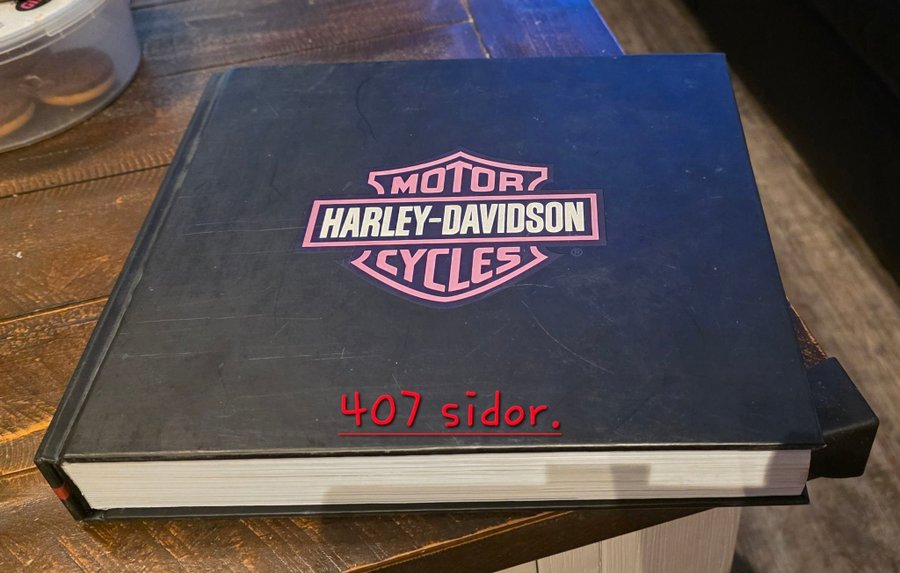 MOTOR
HARLEY-DAVIDSON
CYCLES
®
407 sidor.